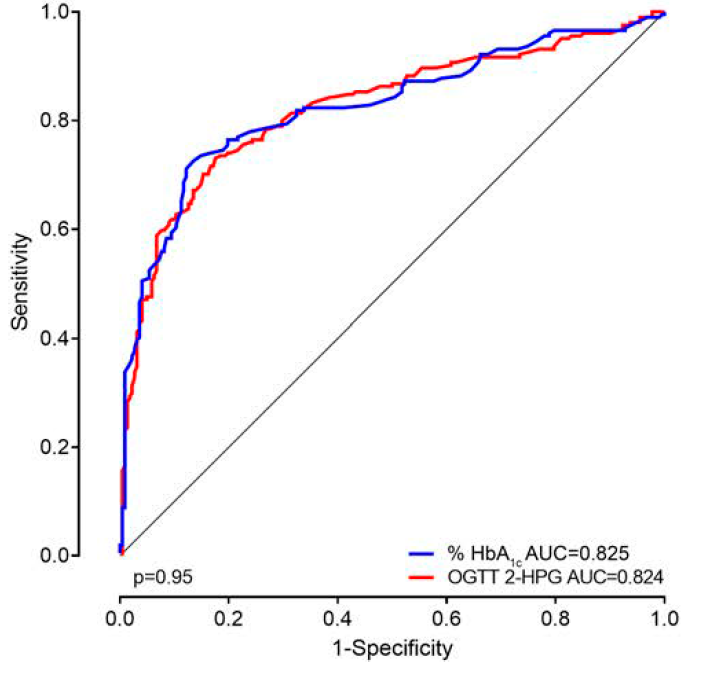 1.0
0.8
0.6
0.4
0.2
0.0
Sensitivity
% HbA1c AUC=0.825
OGTT 2-HPG AUC=0.824
p=0.95
0.0 0.2 0.4 0.6 0.8 1.0
1-Specificity